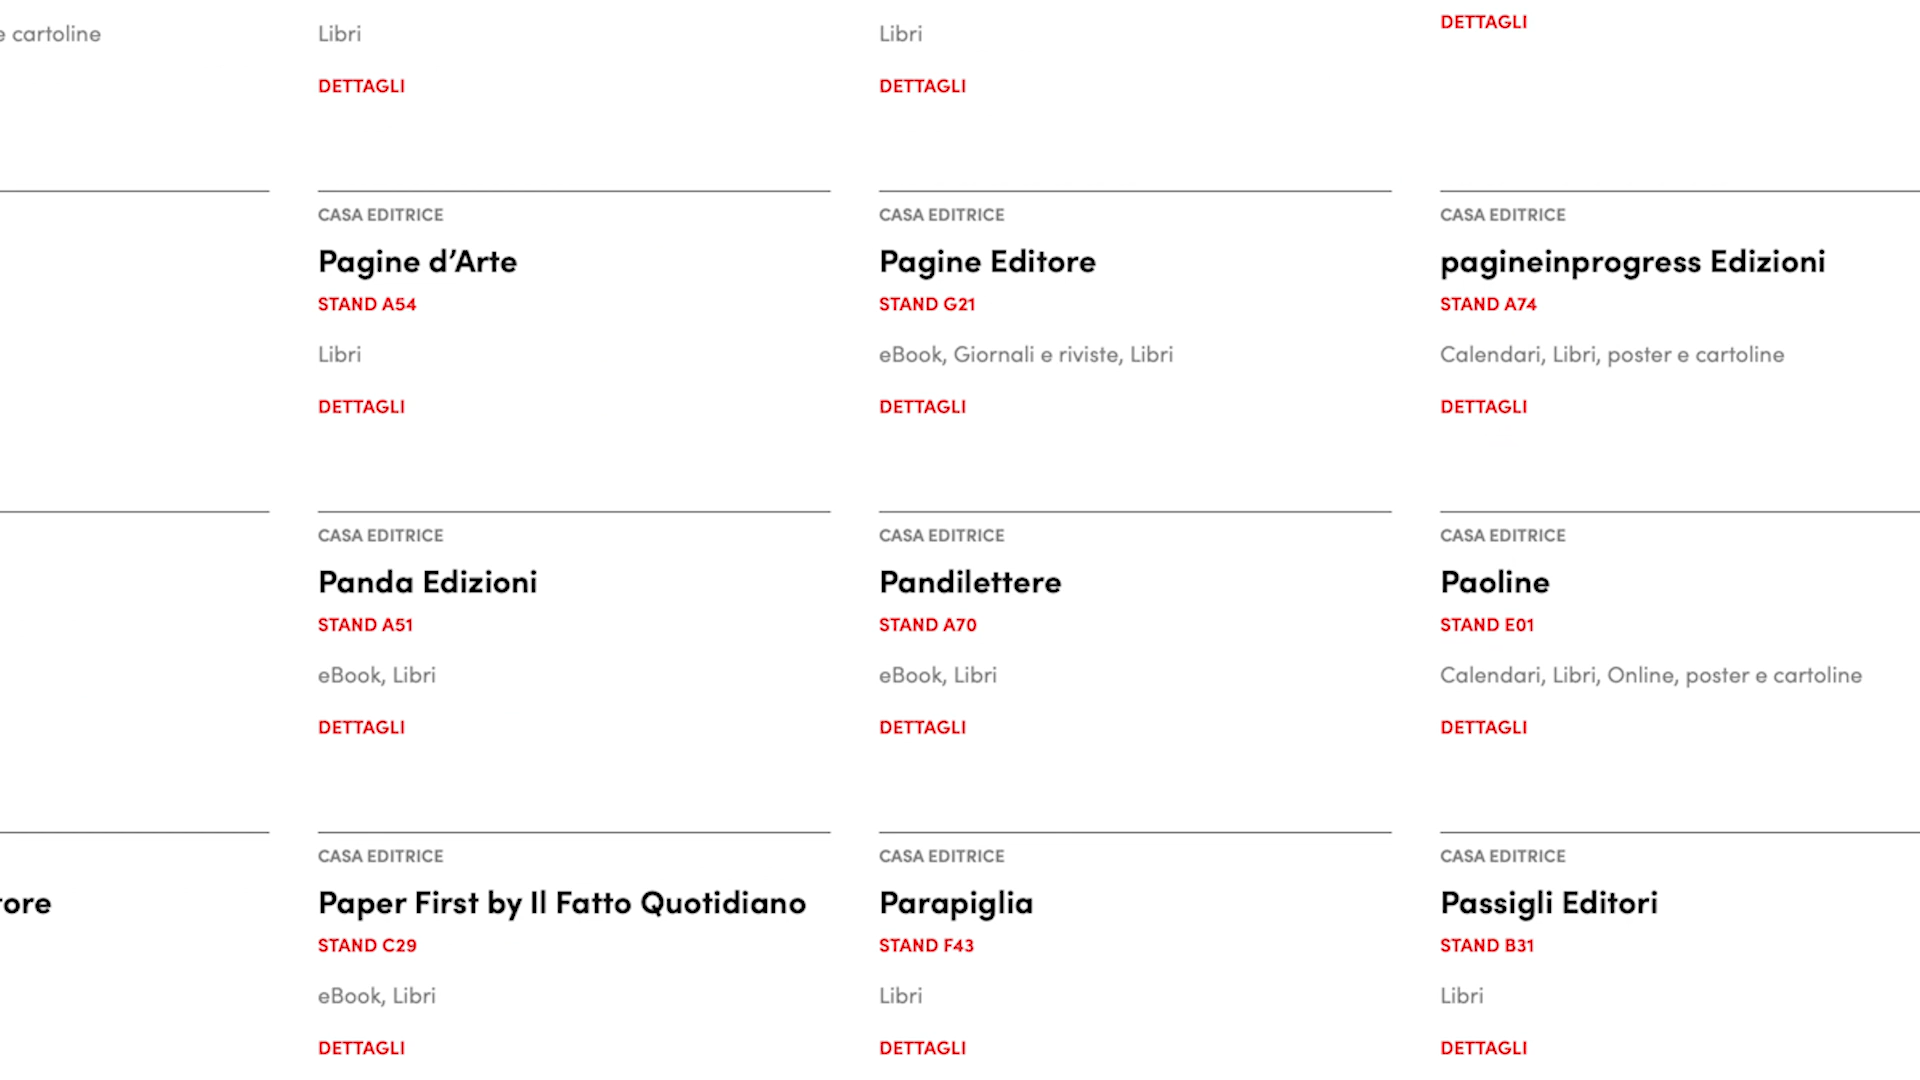 e cartoline
Libri
Libri
DETTAGLI
DETTAGLI
DETTAGLI
CASA EDITRICE
Pagine d’Arte
STAND A54
Libri
DETTAGLI
CASA EDITRICE
Pagine Editore
STAND G21
eBook, Giornali e riviste, Libri
DETTAGLI
CASA EDITRICE
pagineinprogress Edizioni
STAND A74
Calendari, Libri, poster e cartoline
DETTAGLI
CASA EDITRICE
Panda Edizioni
STAND A51
eBook, Libri
DETTAGLI
CASA EDITRICE
Pandilettere
STAND A70
eBook, Libri
DETTAGLI
CASA EDITRICE
Paoline
STAND E01
Calendari, Libri, Online, poster e cartoline
DETTAGLI
tore
CASA EDITRICE
Paper First by Il Fatto Quotidiano
STAND C29
eBook, Libri
DETTAGLI
CASA EDITRICE
Parapiglia
STAND F43
Libri
DETTAGLI
CASA EDITRICE
Passigli Editori
STAND B31
Libri
DETTAGLI